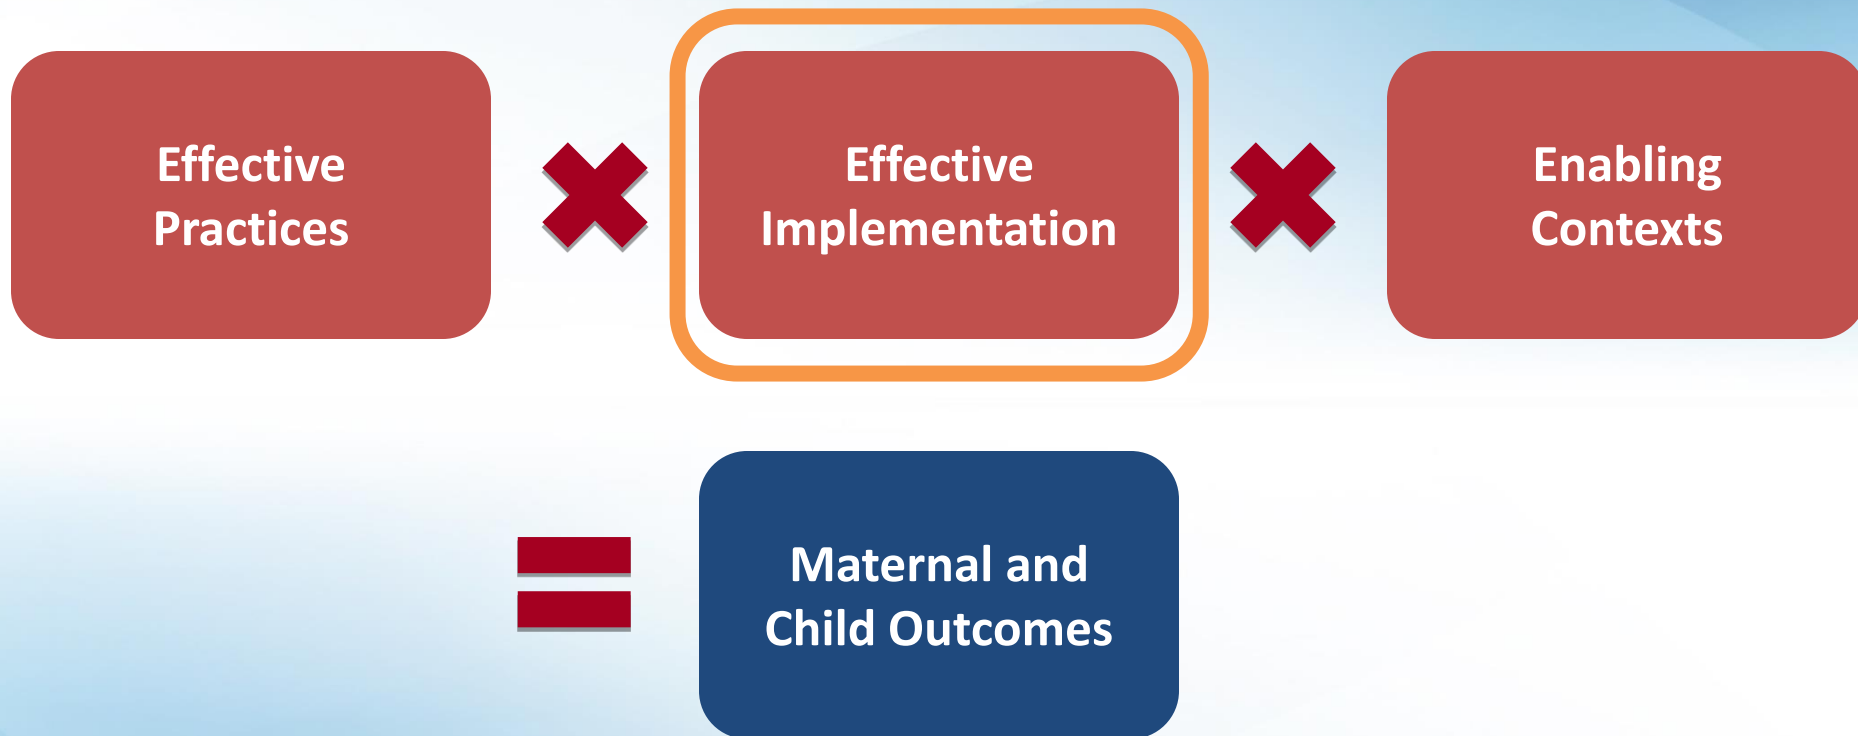 Effective
Practices
Effective
Implementation
Enabling
Contexts
Maternal and
Child Outcomes